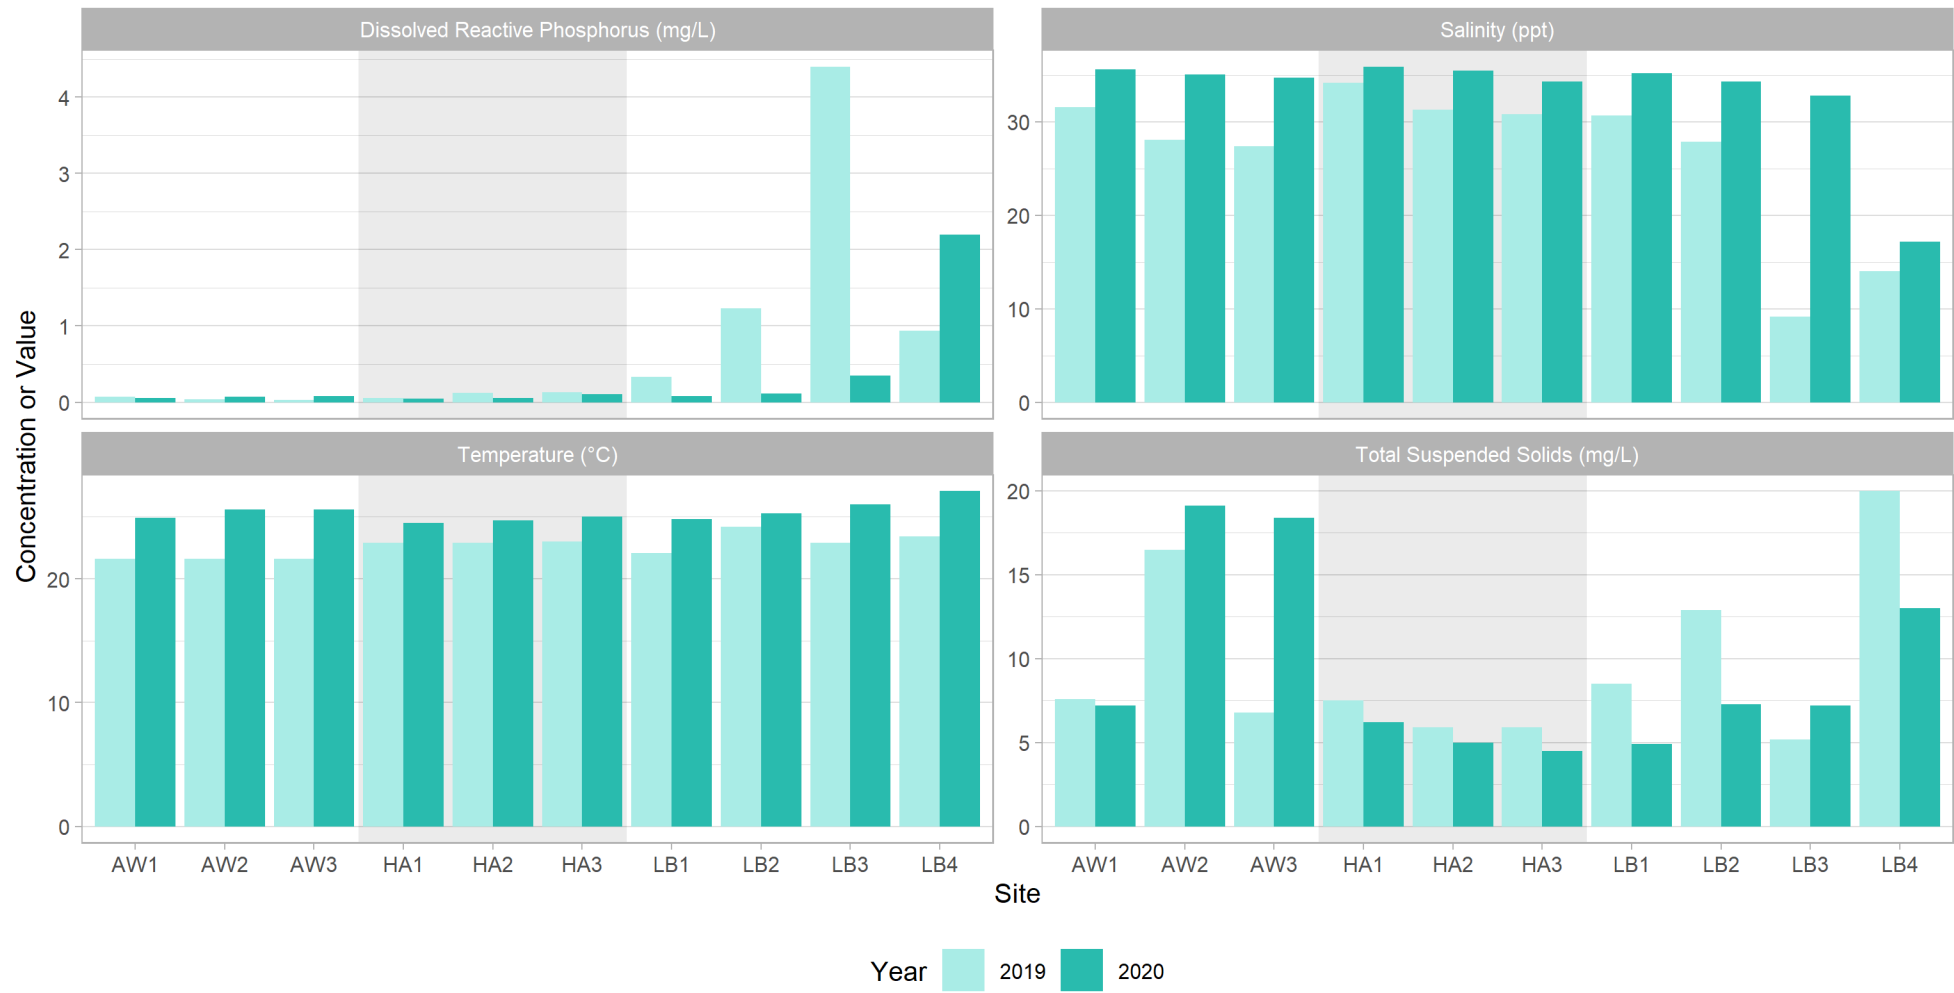 Dissolved Reactive Phosphorus (mg/L)
Salinity (ppt)
4
3
2
1
0
30
20
10
0
Concentration or Value
Temperature (°C)
Total Suspended Solids (mg/L)
20
10
0
20
15
10
5
0
AW1 AW2 AW3 HA1 HA2 HA3 LB1 LB2 LB3 LB4
AW1 AW2 AW3 HA1 HA2 HA3 LB1 LB2 LB3 LB4
Site
Year 2019 2020